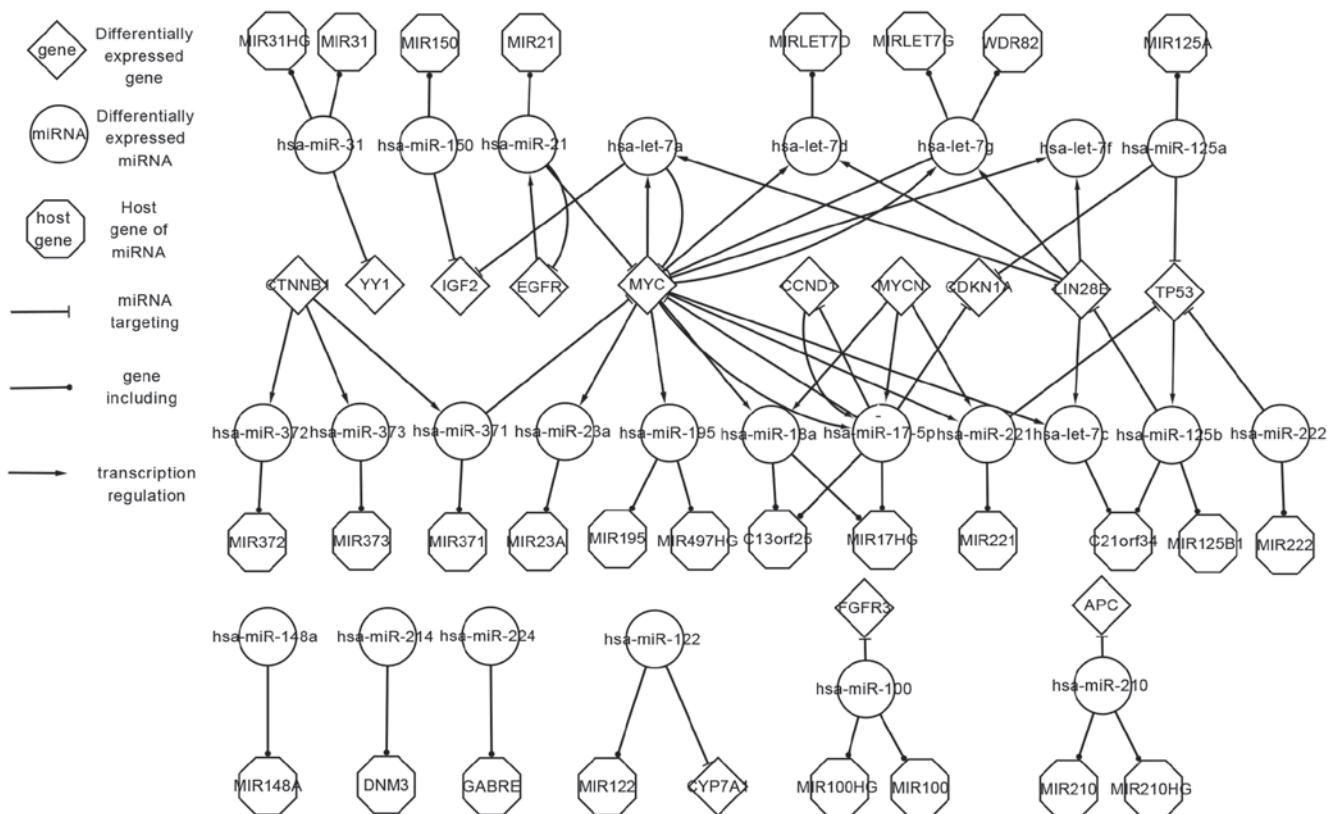 gene
Differentially
expressed
gene
miRNA
Differentially
expressed
miRNA
host
gene
Host
gene of
miRNA
miRNA
targeting
gene
including
transcription
regulation
MIR31HG
MIR31
MIR150
MIR21
MIRLET7D
MIRLET7G
WDR82
MIR125A
hsa-miR-31
hsa-miR-150
hsa-miR-21
hsa-let-7a
hsa-let-7d
hsa-let-7g
hsa-let-7f
hsa-miR-125a
CTNNB1
YY1
IGF2
EGFR
MYC
CCND1
MYCN
CDKN1A
LIN28B
TP53
hsa-miR-372
hsa-miR-373
hsa-miR-371
hsa-miR-23a
hsa-miR-195
hsa-miR-18a
hsa-miR-17-5p
hsa-miR-221
hsa-let-7c
hsa-miR-125b
hsa-miR-222
MIR372
MIR373
MIR371
MIR23A
MIR195
MIR497HG
C13orf25
MIR17HG
MIR221
C21orf34
MIR125B1
MIR222
FGFR3
APC
hsa-miR-148a
hsa-miR-214
hsa-miR-224
hsa-miR-122
hsa-miR-100
hsa-miR-210
MIR148A
DNM3
GABRE
MIR122
CYP7A1
MIR100HG
MIR100
MIR210
MIR210HG